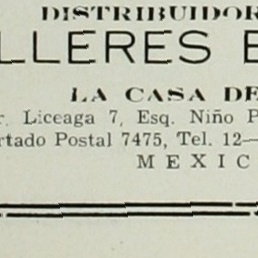 DISTRIBUIDOR
LLERES E
LA CASA DE
r. Liceaga 7, Esq. Niño P
rtado Postal 7475, Tel. 12—
MEXIC